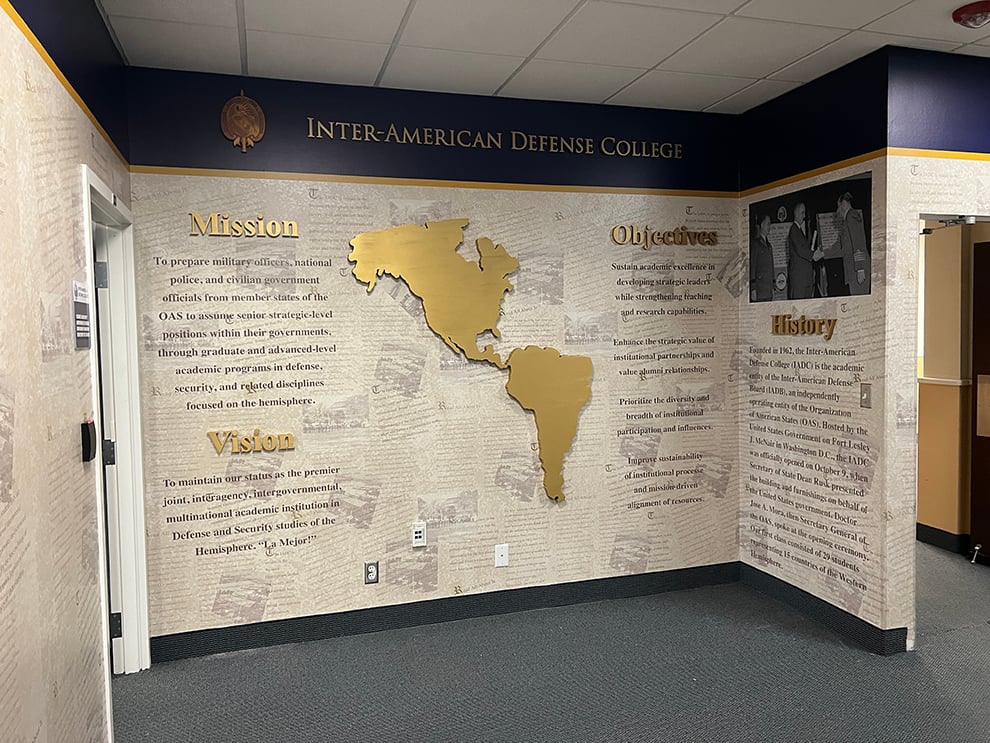 Inter-American Defense College
Mission
To prepare military officers, national
police, and civilian government
officials from member states of the
OAS to assume senior strategic-level
positions within their governments,
through graduate and advanced-level
academic programs in defense,
security, and related disciplines
focused on the hemisphere.
Vision
To maintain our status as the premier
joint, interagency, intergovernmental,
multinational academic institution in
Defense and Security studies of the
Hemisphere. “La Mejor!”
Objectives
Sustain academic excellence in
developing strategic leaders
while strengthening teaching
and research capabilities.
Enhance the strategic value of
institutional partnerships and
value alumni relationships.
Prioritize the diversity and
breadth of institutional
participation and influences.
Improve sustainability
of institutional processes
and mission-driven
alignment of resources.
History
Founded in 1962, the Inter-American
Defense College (IADC) is the academic
entity of the Inter-American Defense
Board (IADB), an independently
operating entity of the Organization
of American States (OAS). Hosted by the
United States Government on Fort Lesley
J. McNair in Washington D.C., the IADC
was officially opened on October 9, when
Secretary of State Dean Rusk presented
the building and furnishings on behalf of
the United States government. Doctor
Jose A. Mora, then Secretary General of
the OAS, spoke at the opening ceremony.
Our first class consisted of 29 students
representing 15 countries of the Western
Hemisphere.